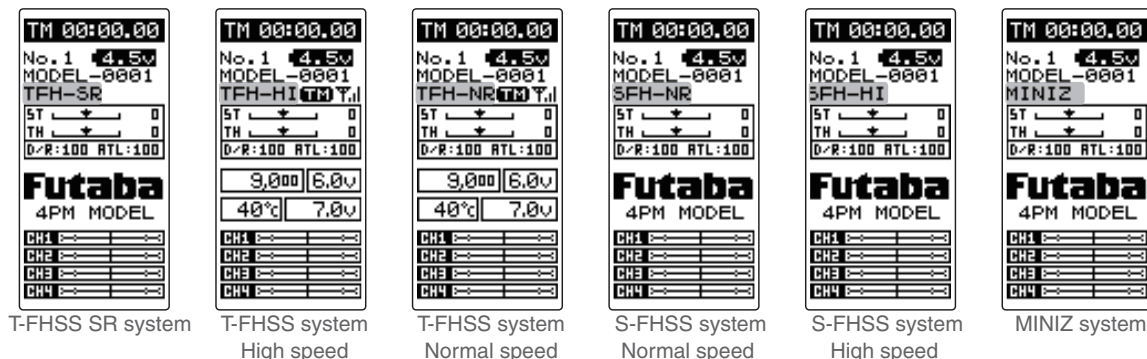 TM 00:00.00
No.1 4.5v
MODEL-0001
TFH-SR
ST 0
TH 0
D/R:100 ATL:100
Futaba
4PM MODEL
CH1
CH2
CH3
CH4
T-FHSS SR system
TM 00:00.00
No.1 4.5v
MODEL-0001
TFH-HI TM
ST 0
TH 0
D/R:100 ATL:100
9,000 6.0v
40°c 7.0v
CH1
CH2
CH3
CH4
T-FHSS system
High speed
TM 00:00.00
No.1 4.5v
MODEL-0001
TFH-NR TM
ST 0
TH 0
D/R:100 ATL:100
9,000 6.0v
40°c 7.0v
CH1
CH2
CH3
CH4
T-FHSS system
Normal speed
TM 00:00.00
No.1 4.5v
MODEL-0001
SFH-NR
ST 0
TH 0
D/R:100 ATL:100
Futaba
4PM MODEL
CH1
CH2
CH3
CH4
S-FHSS system
Normal speed
TM 00:00.00
No.1 4.5v
MODEL-0001
SFH-HI
ST 0
TH 0
D/R:100 ATL:100
Futaba
4PM MODEL
CH1
CH2
CH3
CH4
S-FHSS system
High speed
TM 00:00.00
No.1 4.5v
MODEL-0001
MINIZ
ST 0
TH 0
D/R:100 ATL:100
Futaba
4PM MODEL
CH1
CH2
CH3
CH4
MINIZ system